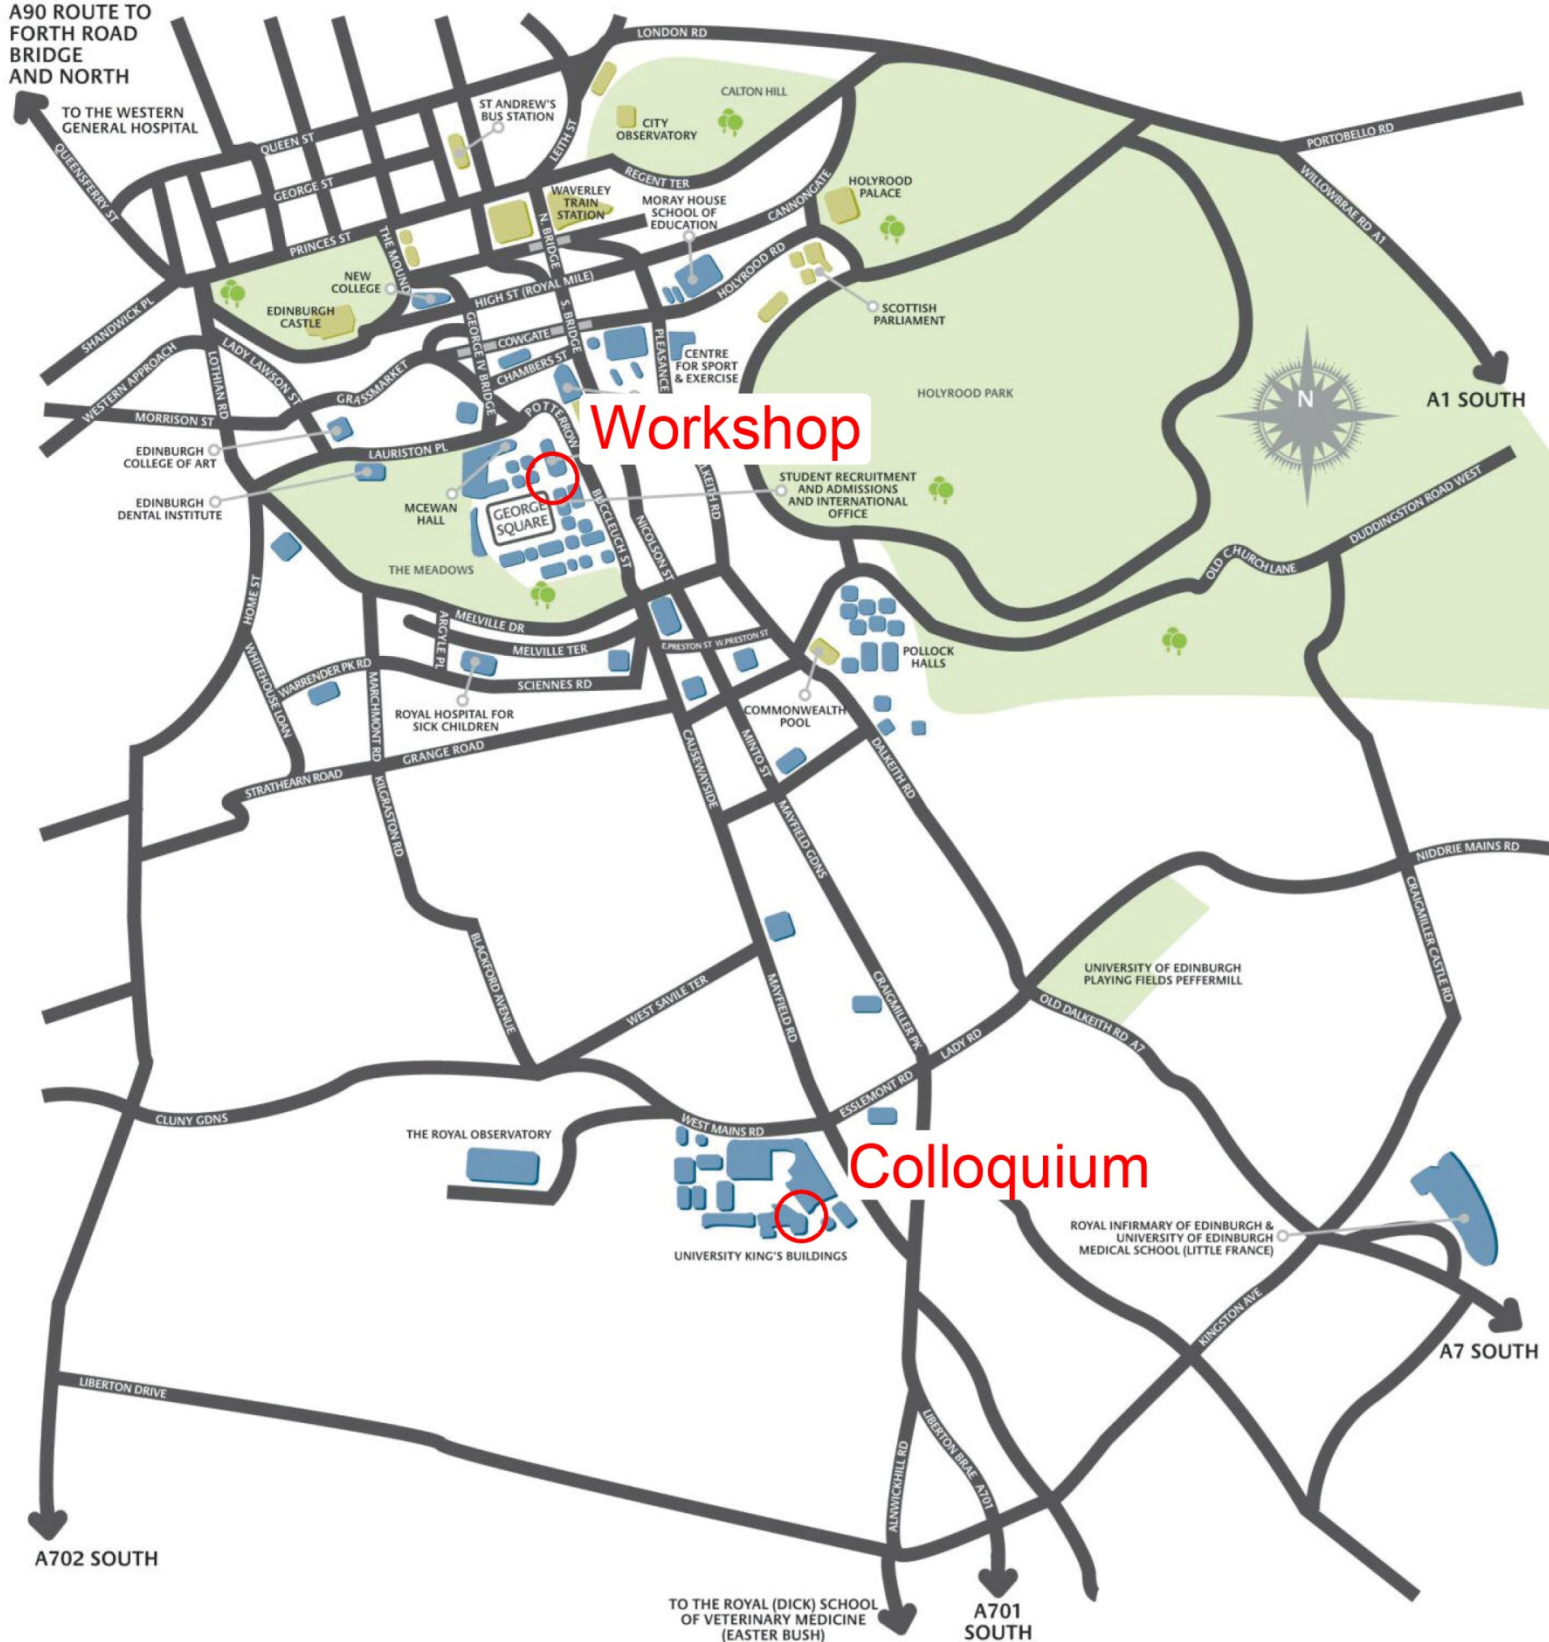 A90 ROUTE TO
FORTH ROAD
BRIDGE
AND NORTH
TO THE WESTERN
GENERAL HOSPITAL
QUEENSFERRY ST
QUEEN ST
GEORGE ST
PRINCES ST
THE MOUND
ST ANDREW'S
BUS STATION
LEITH ST
LONDON RD
CALTON HILL
CITY
OBSERVATORY
REGENT TER
WAVERLEY
TRAIN
STATION
N. BRIDGE
MORAY HOUSE
SCHOOL OF
EDUCATION
CANNONGATE
HOLYROOD
PALACE
HOLYROOD RD
SCOTTISH
PARLIAMENT
PORTOBELLO RD
WILLOWBRAE RD A1
A1 SOUTH
N
HOLYROOD PARK
SHANDWICK PL
WESTERN APPROACH
MORRISON ST
LOTHIAN RD
LADY LAWSON ST
EDINBURGH
CASTLE
NEW
COLLEGE
HIGH ST (ROYAL MILE)
GEORGE IV BRIDGE
COWGATE
S. BRIDGE
CHAMBERS ST
PLEASANCE
CENTRE
FOR SPORT
& EXERCISE
GRASSMARKET
POTTERROW
Workshop
EDINBURGH
COLLEGE OF ART
LAURISTON PL
EDINBURGH
DENTAL INSTITUTE
MCEWAN
HALL
GEORGE
SQUARE
BUCCLEUCH ST
NICOLSON ST
ALKEITH RD
STUDENT RECRUITMENT
AND ADMISSIONS
AND INTERNATIONAL
OFFICE
DUDDINGSTON ROAD WEST
OLD CHURCH LANE
THE MEADOWS
HOME ST
MELVILLE DR
MELVILLE TER
ARGYLE PL
SCIENNES RD
E.PRESTON ST W.PRESTON ST
POLLOCK
HALLS
WARRENDER PK RD
WHITEHOUSE LOAN
MARCHMONT RD
ROYAL HOSPITAL FOR
SICK CHILDREN
COMMONWEALTH
POOL
STRATHEARN ROAD
GRANGE ROAD
KILGRASTON RD
CAUSEWAYSIDE
MINTO ST
DALKEITH RD
MAYFIELD GDNS
NIDDRIE MAINS RD
CRAIGMILLER CASTLE RD
UNIVERSITY OF EDINBURGH
PLAYING FIELDS PEFFERMILL
BLACKFORD AVENUE
WEST SAVILE TER
MAYFIELD RD
CRAIGMILLER PK
LADY RD
OLD DALKEITH RD A7
ESSLEMONT RD
CLUNY GDNS
WEST MAINS RD
THE ROYAL OBSERVATORY
Colloquium
UNIVERSITY KING'S BUILDINGS
ROYAL INFIRMARY OF EDINBURGH &
UNIVERSITY OF EDINBURGH
MEDICAL SCHOOL (LITTLE FRANCE)
KINGSTON AVE
A7 SOUTH
LIBERTON DRIVE
ALNWICKHILL RD
LIBERTON BRAE A701
A702 SOUTH
TO THE ROYAL (DICK) SCHOOL
OF VETERINARY MEDICINE
(EASTER BUSH)
A701
SOUTH